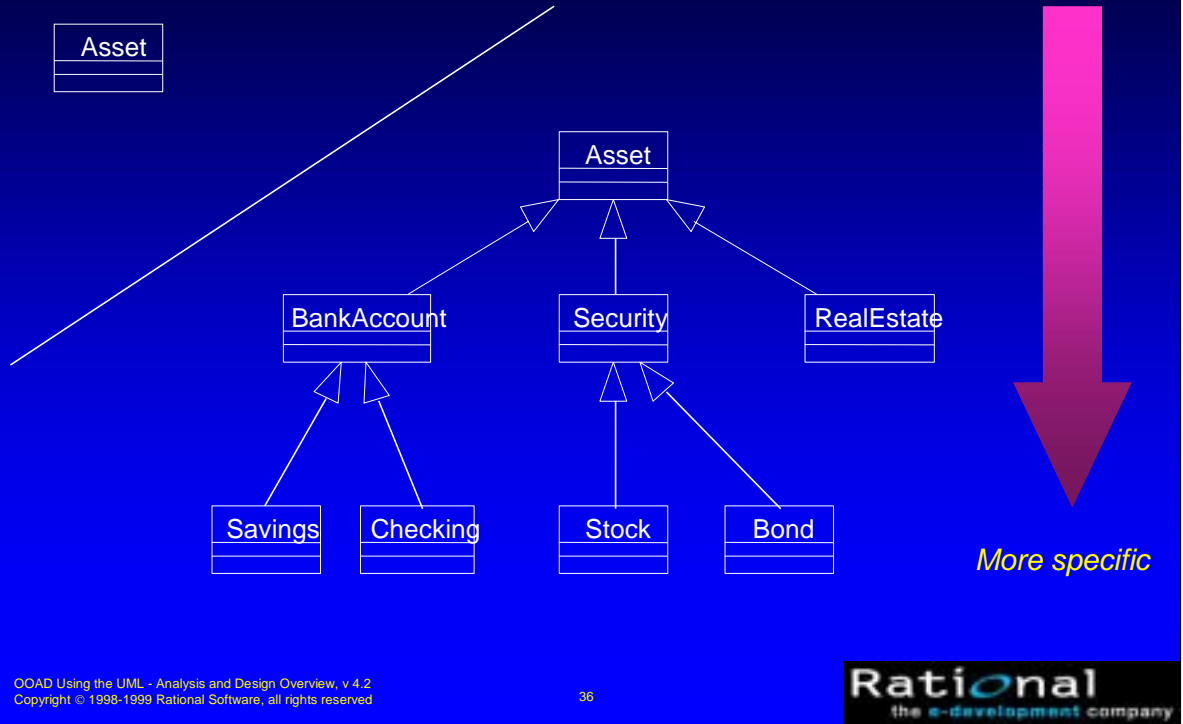 Asset
Asset
BankAccount
Security
RealEstate
Savings
Checking
Stock
Bond
More specific
OOAD Using the UML - Analysis and Design Overview, v 4.2
Copyright © 1998-1999 Rational Software, all rights reserved
36
Rational
the e-development company